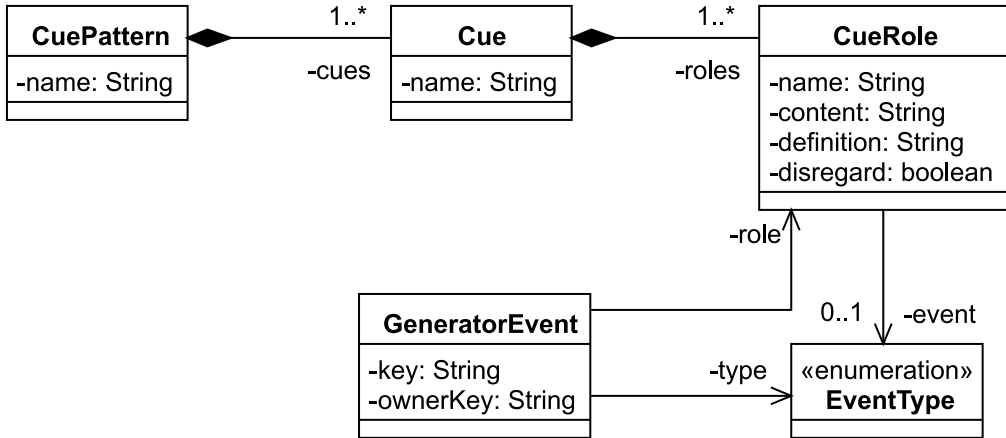 CuePattern
-name: String
1..*
-cues
Cue
-name: String
1..*
-roles
CueRole
-name: String
-content: String
-definition: String
-disregard: boolean
-role
0..1
-event
GeneratorEvent
-key: String
-ownerKey: String
-type
«enumeration»
EventType